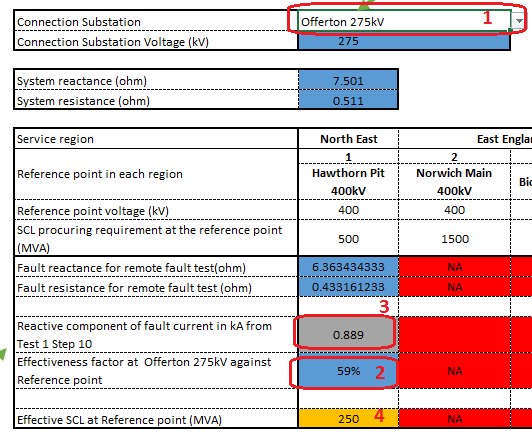 Connection Substation Offerton 275kV 1
Connection Substation Voltage (kV) 275
System reactance (ohm) 7.501
System resistance (ohm) 0.511
Service region North East East Engla
Reference point in each region 1 2
Hawthorn Pit Norwich Main
400kV 400kV Bic
Reference point voltage (kV) 400 400
SCL procuring requirement at the reference point
(MVA) 500 1500
Fault reactance for remote fault test(ohm) 6.363434333 NA
Fault resistance for remote fault test (ohm) 0.433161233 NA
3
Reactive component of fault current in kA from
Test 1 Step 10 0.889
Effectiveness factor at Offerton 275kV against
Reference point 59% 2 NA
Effective SCL at Reference point (MVA) 250 4 NA